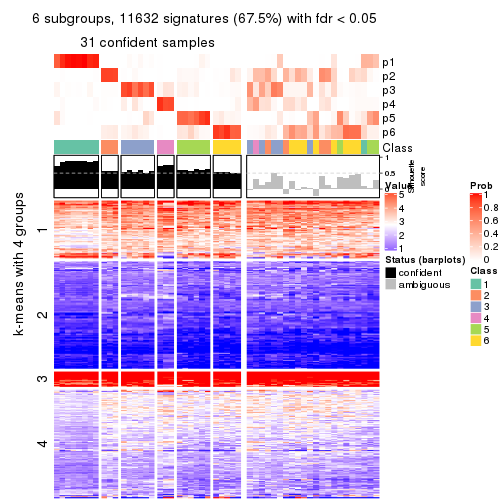 6 subgroups, 11632 signatures (67.5%) with fdr < 0.05
31 confident samples
p1
p2
p3
p4
p5
p6
Class
1
0.5
0
Silhouette
score
k-means with 4 groups
1
2
3
4
Value
5
4
3
2
1
Status (barplots)
confident
ambiguous
Prob
1
0.8
0.6
0.4
0.2
0
Class
1
2
3
4
5
6